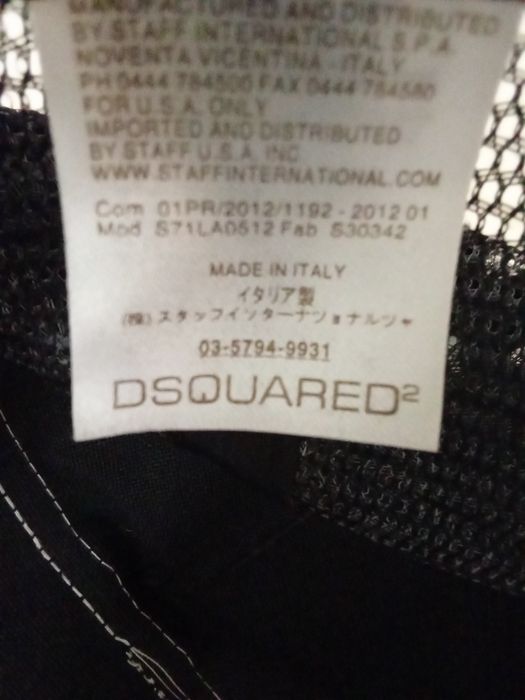 MANUFACTURED AND DISTRIBUTED
BY STAFF INTERNATIONAL S.P.A.
NOVENTA VICENTINA - ITALY
PH 0444 784500 FAX 0444 784580
FOR U.S.A. ONLY
IMPORTED AND DISTRIBUTED
BY STAFF U.S.A. INC.
WWW.STAFFINTERNATIONAL.COM
Com 01PR/2012/1192 - 2012 01
Mod S71LA0512 Fab S30342
MADE IN ITALY
イタリア製
(株) スタッフインターナショナルジャ
03-5794-9931
DSQUARED²